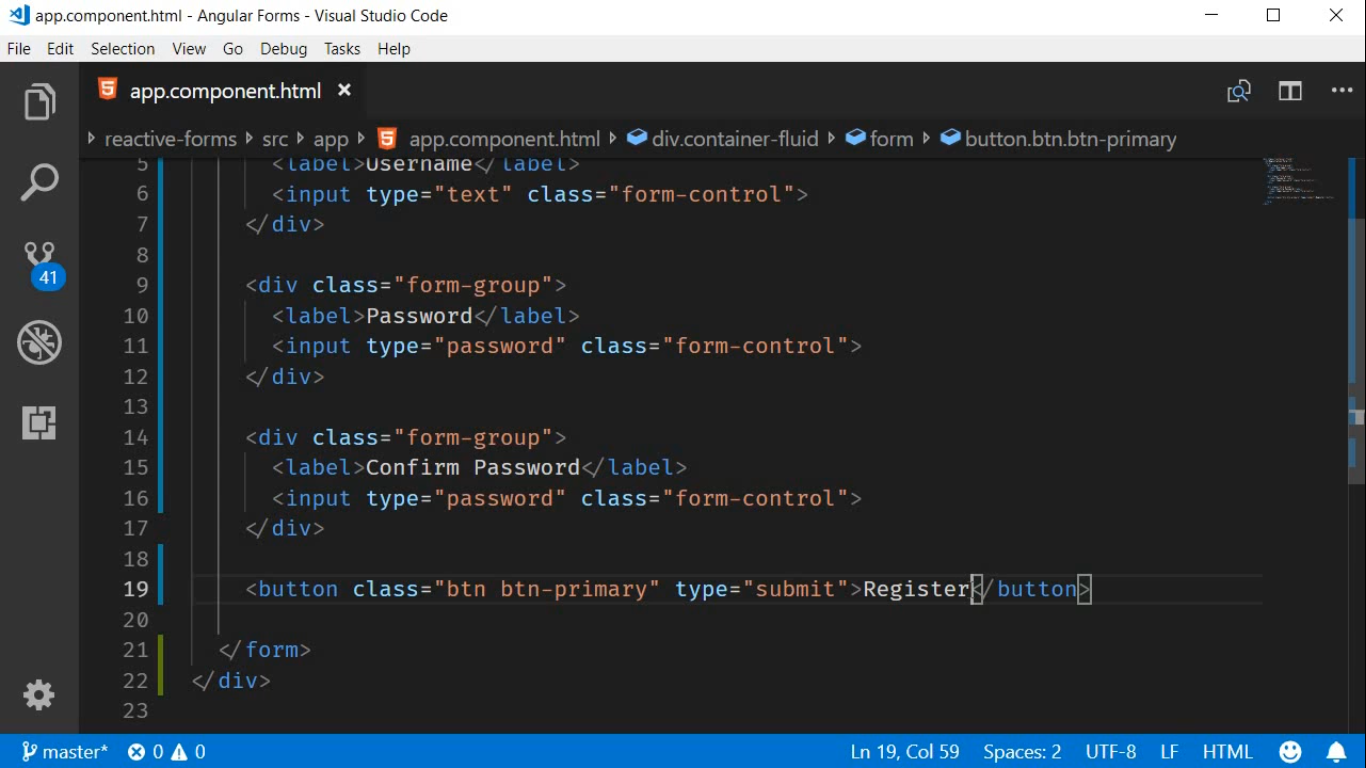 app.component.html - Angular Forms - Visual Studio Code
File Edit Selection View Go Debug Tasks Help
app.component.html
reactive-forms src app app.component.html div.container-fluid form button.btn.btn-primary
5 <label>Username</label>
6 <input type="text" class="form-control">
7 </div>
8
9 <div class="form-group">
10 <label>Password</label>
11 <input type="password" class="form-control">
12 </div>
13
14 <div class="form-group">
15 <label>Confirm Password</label>
16 <input type="password" class="form-control">
17 </div>
18
19 <button class="btn btn-primary" type="submit">Register</button>
20
21 </form>
22 </div>
23
41
master* 0 0 Ln 19, Col 59 Spaces: 2 UTF-8 LF HTML